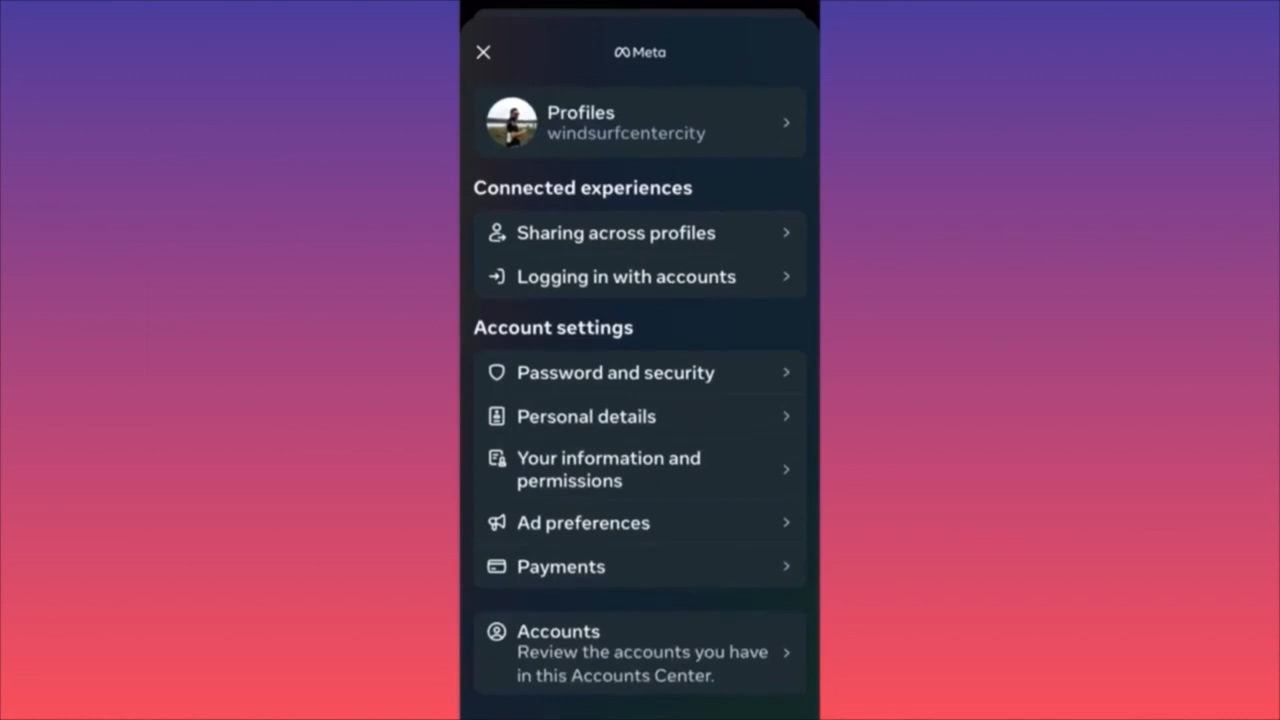 Meta
Profiles
windsurfcentercity
Connected experiences
Sharing across profiles
Logging in with accounts
Account settings
Password and security
Personal details
Your information and
permissions
Ad preferences
Payments
Accounts
Review the accounts you have
in this Accounts Center.